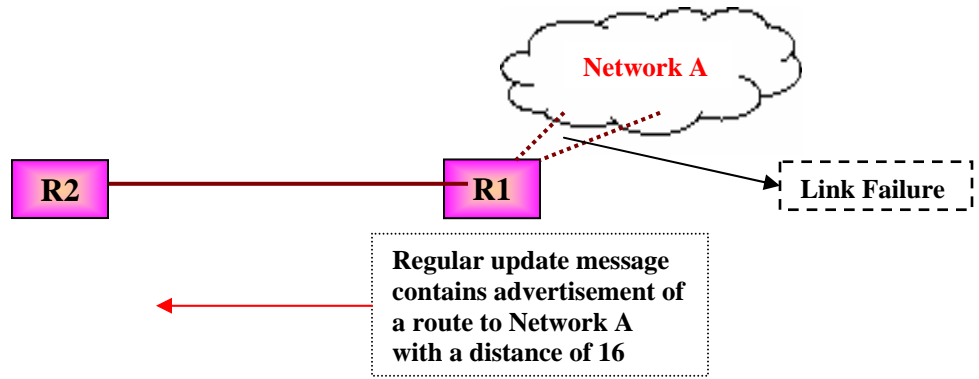 Network A
R2
R1
Link Failure
Regular update message
contains advertisement of
a route to Network A
with a distance of 16